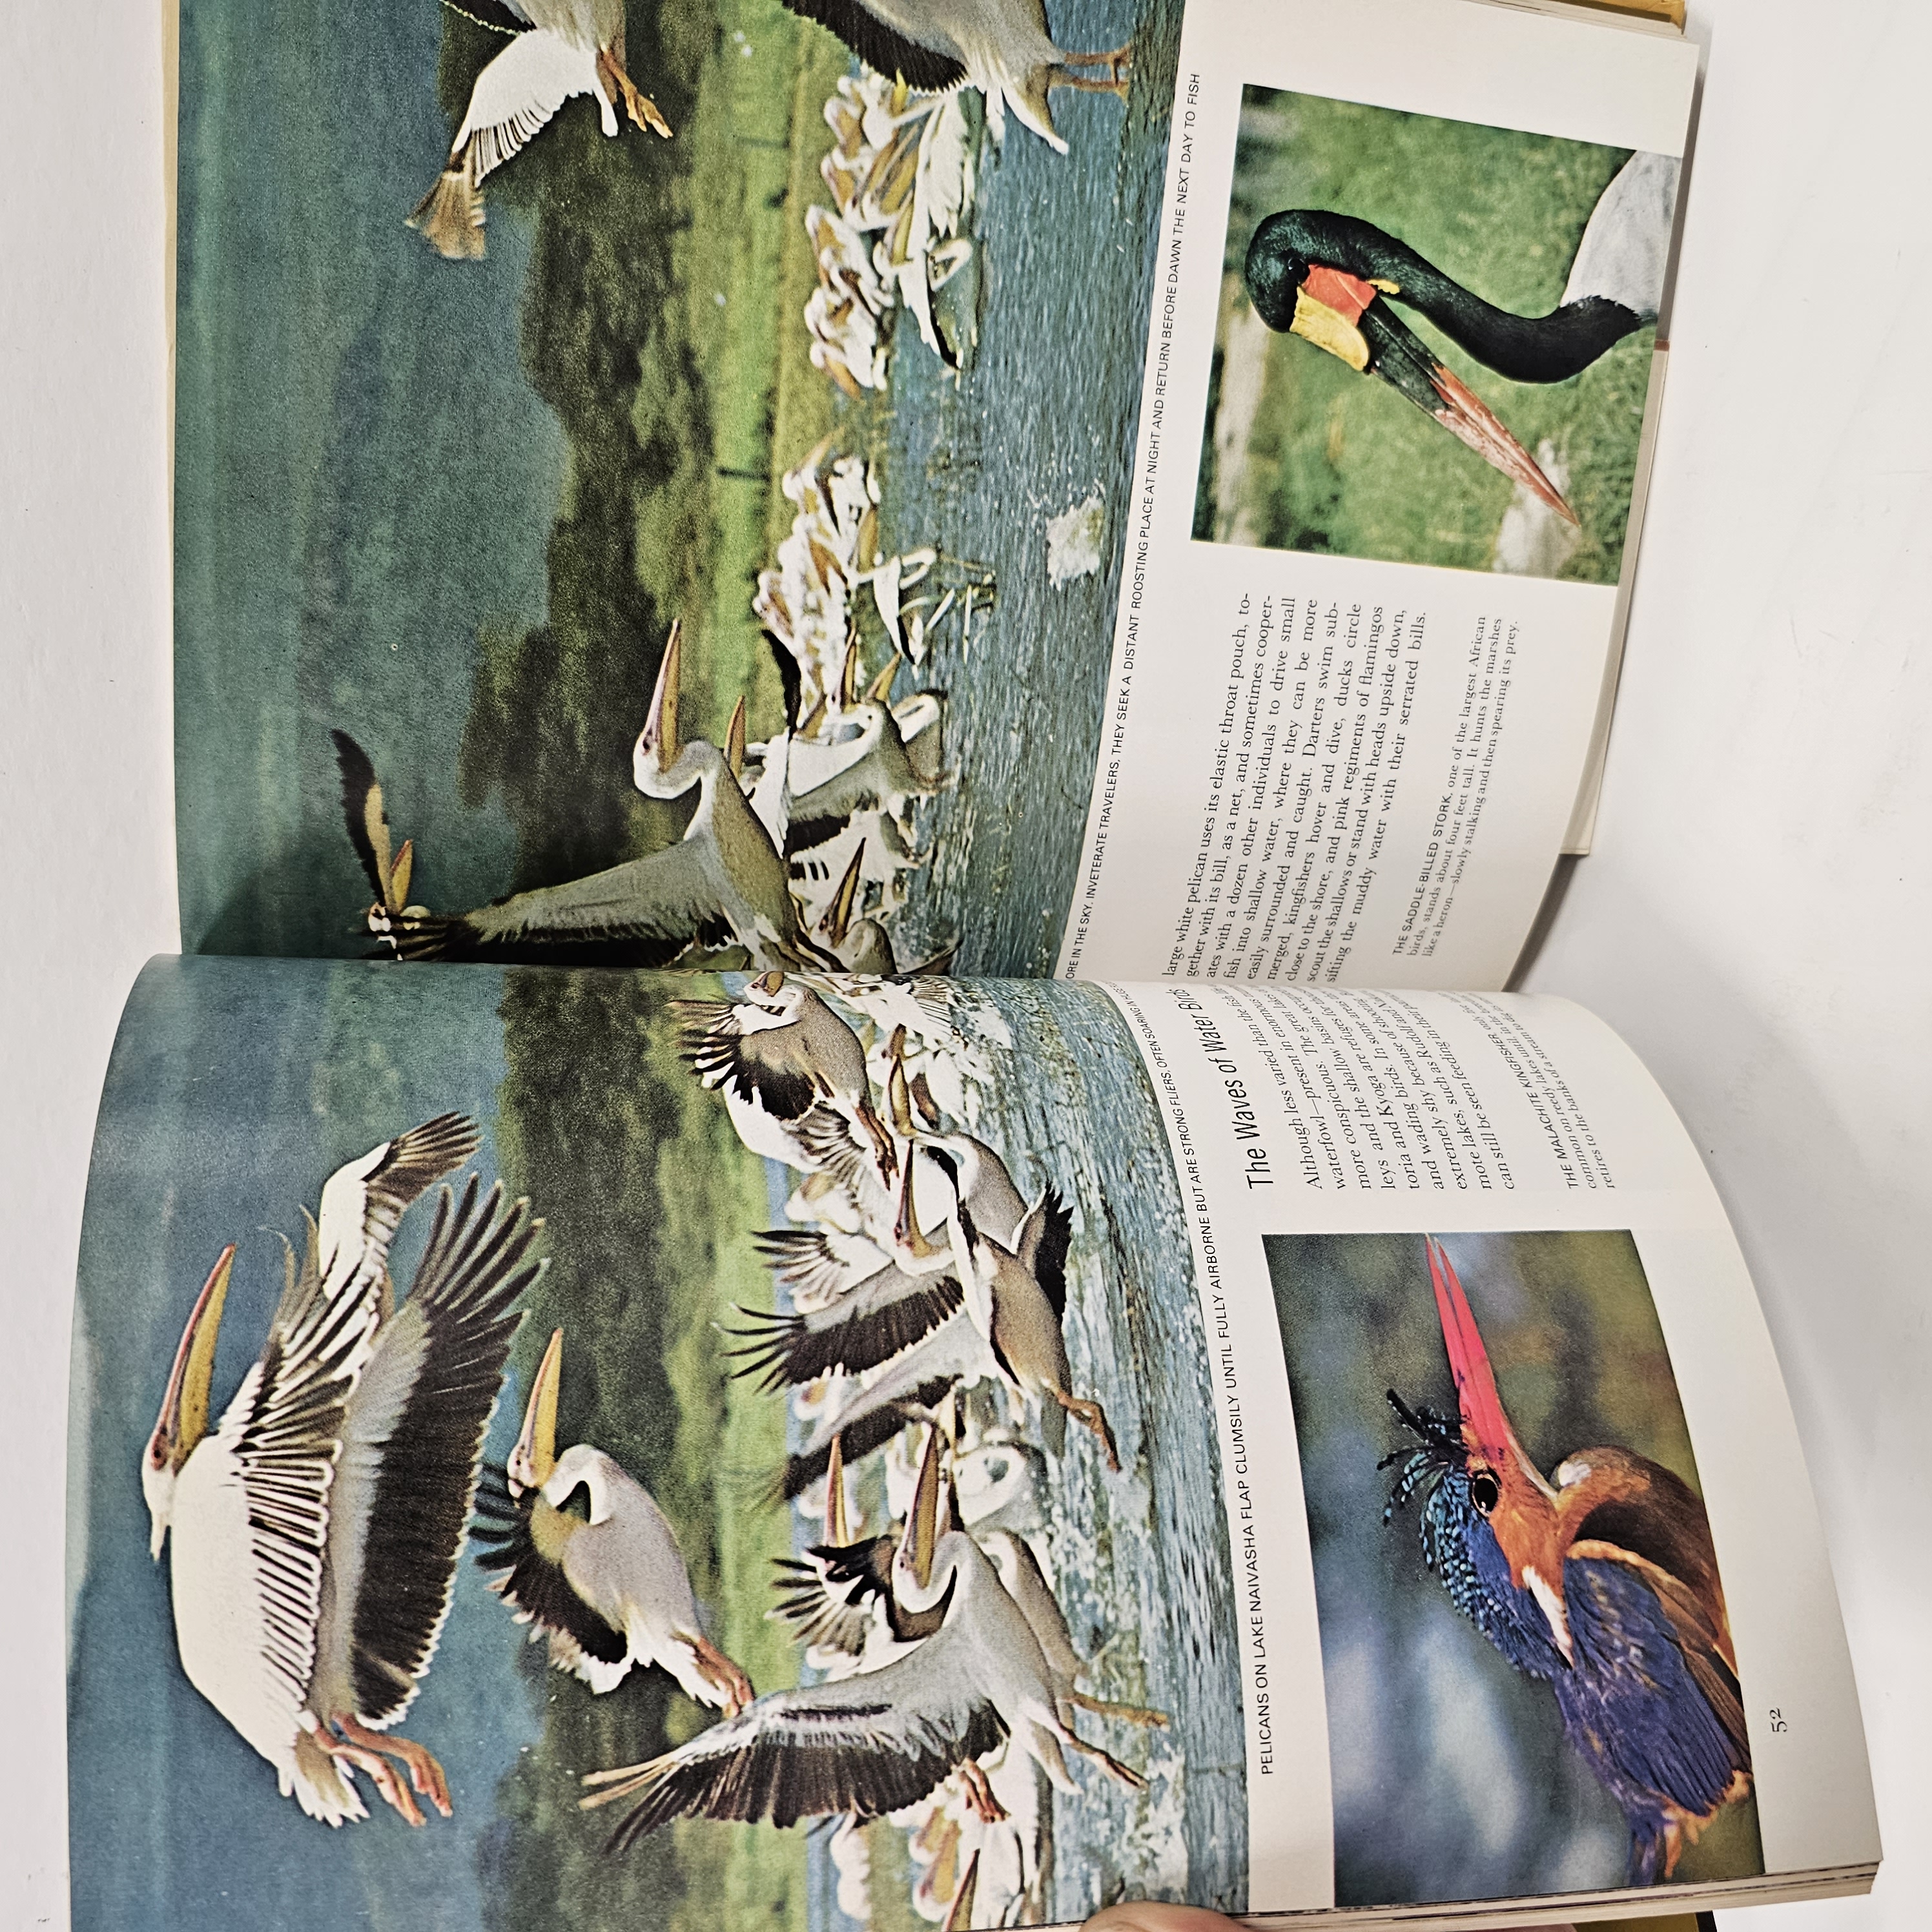 PELICANS ON LAKE NAIVASHA FLAP CLUMSILY UNTIL FULLY AIRBORNE BUT ARE STRONG FLIERS, OFTEN SOARING IN HUGE
The Waves of Water Birds
Although less varied than the fish,
waterfowl—present in enormous
more conspicuous. The great lakes
leys and the shallow basins
toria and Kyoga are refuges for
and wading birds. In some areas
extremely shy because of shooting.
mote lakes, such as Rudolf and
can still be seen feeding in their
THE MALACHITE KINGFISHER, only
common on reedy lakes until, in the
retires to the banks of a stream to dig its
52
ORE IN THE SKY. INVETERATE TRAVELERS, THEY SEEK A DISTANT ROOSTING PLACE AT NIGHT AND RETURN BEFORE DAWN THE NEXT DAY TO FISH
large white pelican uses its elastic throat pouch, to-
gether with its bill, as a net, and sometimes cooper-
ates with a dozen other individuals to drive small
fish into shallow water, where they can be more
easily surrounded and caught. Darters swim sub-
merged, kingfishers hover and dive, ducks circle
close to the shore, and pink regiments of flamingos
scout the shallows or stand with heads upside down,
sifting the muddy water with their serrated bills.
THE SADDLE-BILLED STORK, one of the largest African
birds, stands about four feet tall. It hunts the marshes
like a heron—slowly stalking and then spearing its prey.